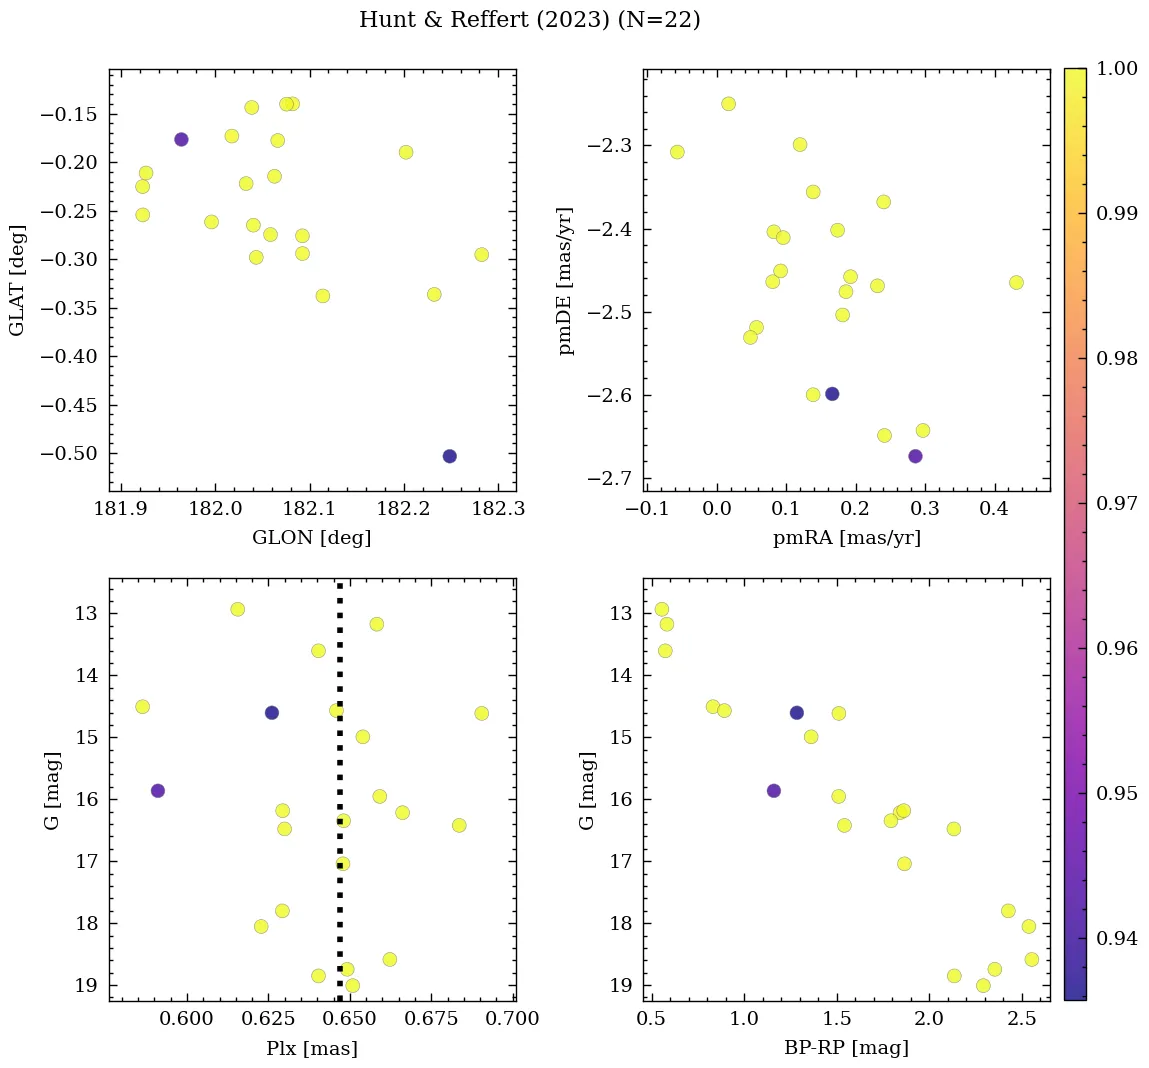 Hunt & Reffert (2023) (N=22)
−0.15
−0.20
−0.25
−0.30
−0.35
−0.40
−0.45
−0.50
GLAT [deg]
181.9 182.0 182.1 182.2 182.3
GLON [deg]
−2.3
−2.4
−2.5
−2.6
−2.7
pmDE [mas/yr]
−0.1 0.0 0.1 0.2 0.3 0.4
pmRA [mas/yr]
13
14
15
16
17
18
19
G [mag]
0.600 0.625 0.650 0.675 0.700
Plx [mas]
13
14
15
16
17
18
19
G [mag]
0.5 1.0 1.5 2.0 2.5
BP-RP [mag]
1.00
0.99
0.98
0.97
0.96
0.95
0.94